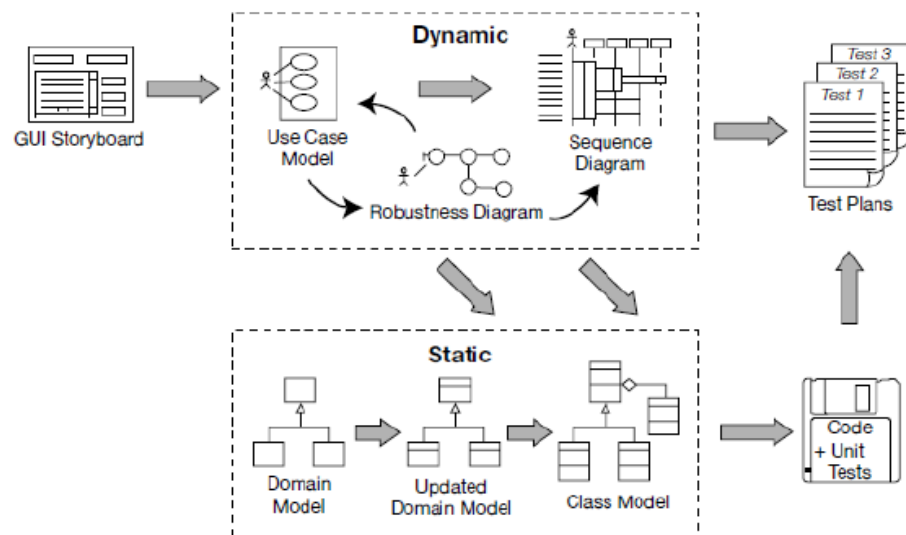 Dynamic
GUI Storyboard
Use Case
Model
Robustness Diagram
Sequence
Diagram
Test 3
Test 2
Test 1
Test Plans
Static
Domain
Model
Updated
Domain Model
Class Model
Code
+ Unit
Tests